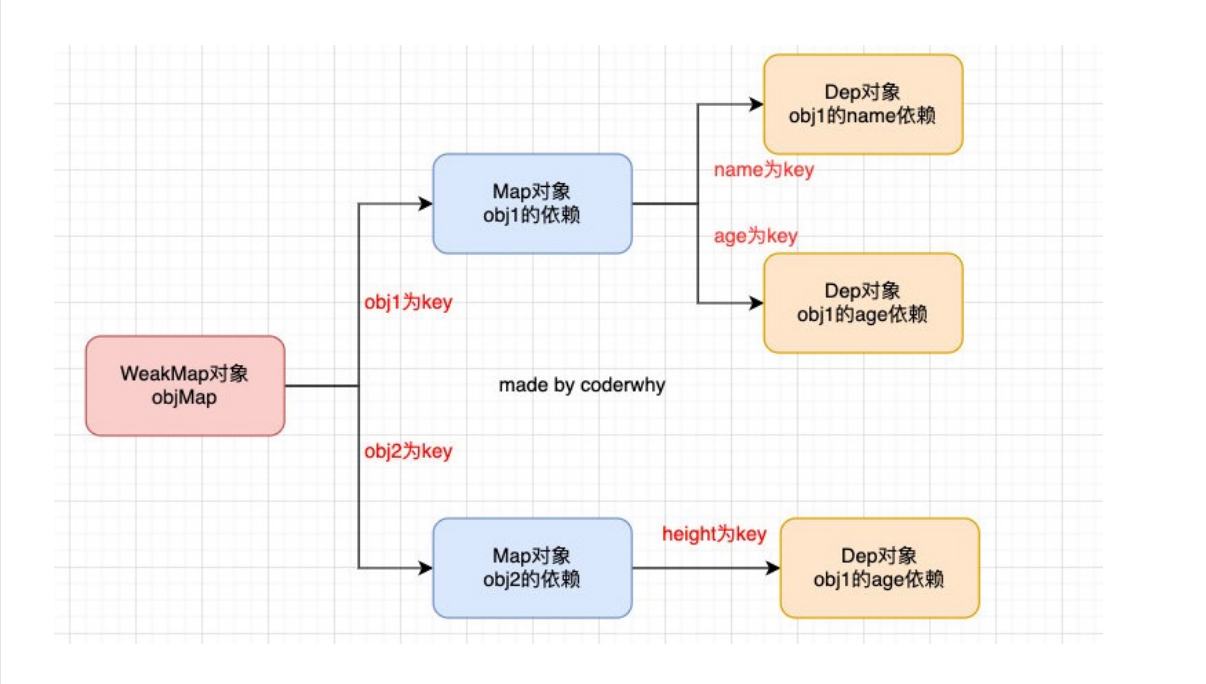 Dep对象
obj1的name依赖
name为key
Map对象
obj1的依赖
age为key
Dep对象
obj1的age依赖
obj1为key
WeakMap对象
objMap
made by coderwhy
obj2为key
height为key
Map对象
obj2的依赖
Dep对象
obj1的age依赖